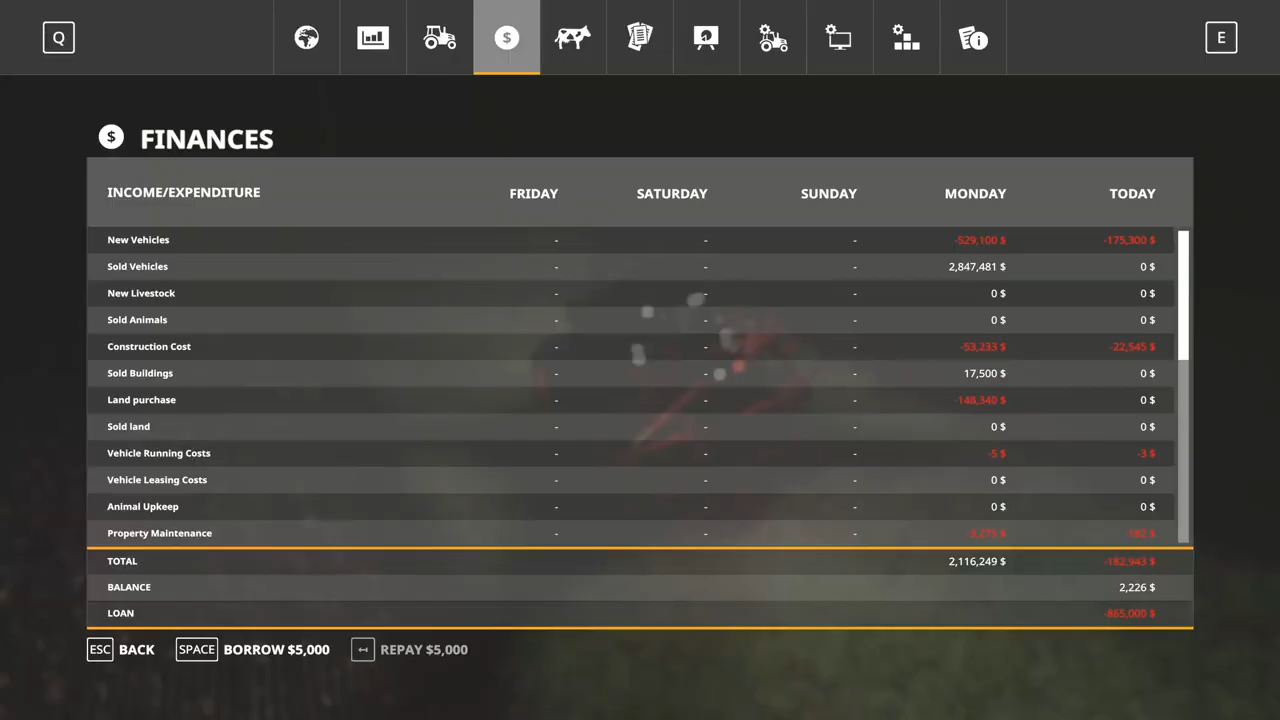 Q
$
E
$ FINANCES
INCOME/EXPENDITURE FRIDAY SATURDAY SUNDAY MONDAY TODAY
New Vehicles - - - -529,100 $ -175,300 $
Sold Vehicles - - - 2,847,481 $ 0 $
New Livestock - - - 0 $ 0 $
Sold Animals - - - 0 $ 0 $
Construction Cost - - - -53,233 $ -22,545 $
Sold Buildings - - - 17,500 $ 0 $
Land purchase - - - -148,340 $ 0 $
Sold land - - - 0 $ 0 $
Vehicle Running Costs - - - -5 $ -3 $
Vehicle Leasing Costs - - - 0 $ 0 $
Animal Upkeep - - - 0 $ 0 $
Property Maintenance - - - -3,275 $ -582 $
TOTAL 2,116,249 $ -182,943 $
BALANCE 2,226 $
LOAN -865,000 $
ESC BACK SPACE BORROW $5,000 ↤ REPAY $5,000